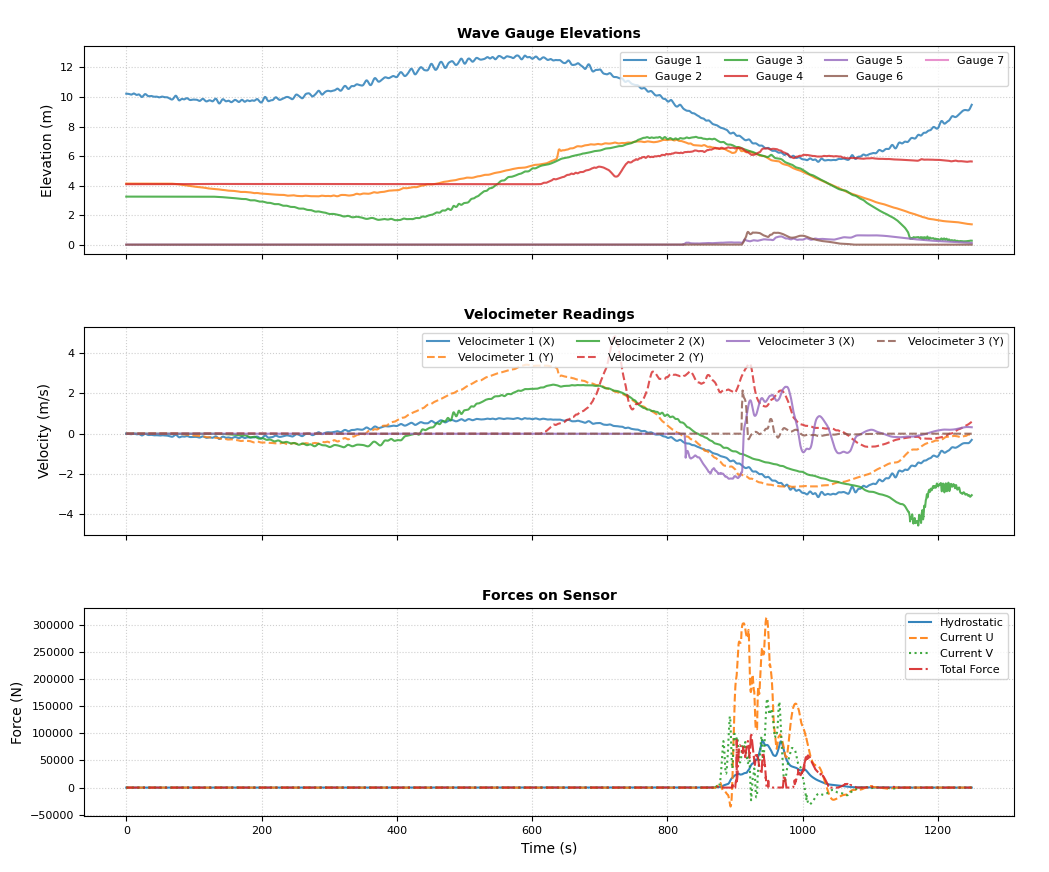 Wave Gauge Elevations
Elevation (m)
12
10
8
6
4
2
0
Gauge 1 Gauge 3 Gauge 5 Gauge 7
Gauge 2 Gauge 4 Gauge 6
Velocimeter Readings
Velocity (m/s)
4
2
0
−2
−4
Velocimeter 1 (X) Velocimeter 2 (X) Velocimeter 3 (X) Velocimeter 3 (Y)
Velocimeter 1 (Y) Velocimeter 2 (Y)
Forces on Sensor
Force (N)
300000
250000
200000
150000
100000
50000
0
−50000
Hydrostatic
Current U
Current V
Total Force
0 200 400 600 800 1000 1200
Time (s)